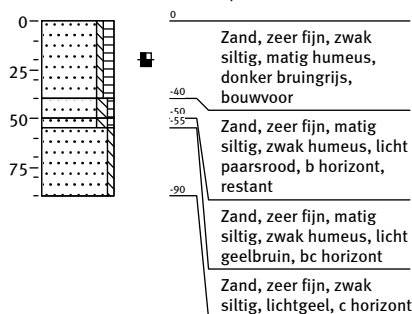 0
25
50
75
0
Zand, zeer fijn, zwak
siltig, matig humeus,
donker bruingrijs,
bouwvoor
-40
Zand, zeer fijn, matig
siltig, zwak humeus, licht
paarsrood, b horizont,
restant
-50
Zand, zeer fijn, matig
siltig, zwak humeus, licht
geelbruin, bc horizont
-55
Zand, zeer fijn, zwak
siltig, lichtgeel, c horizont
-90